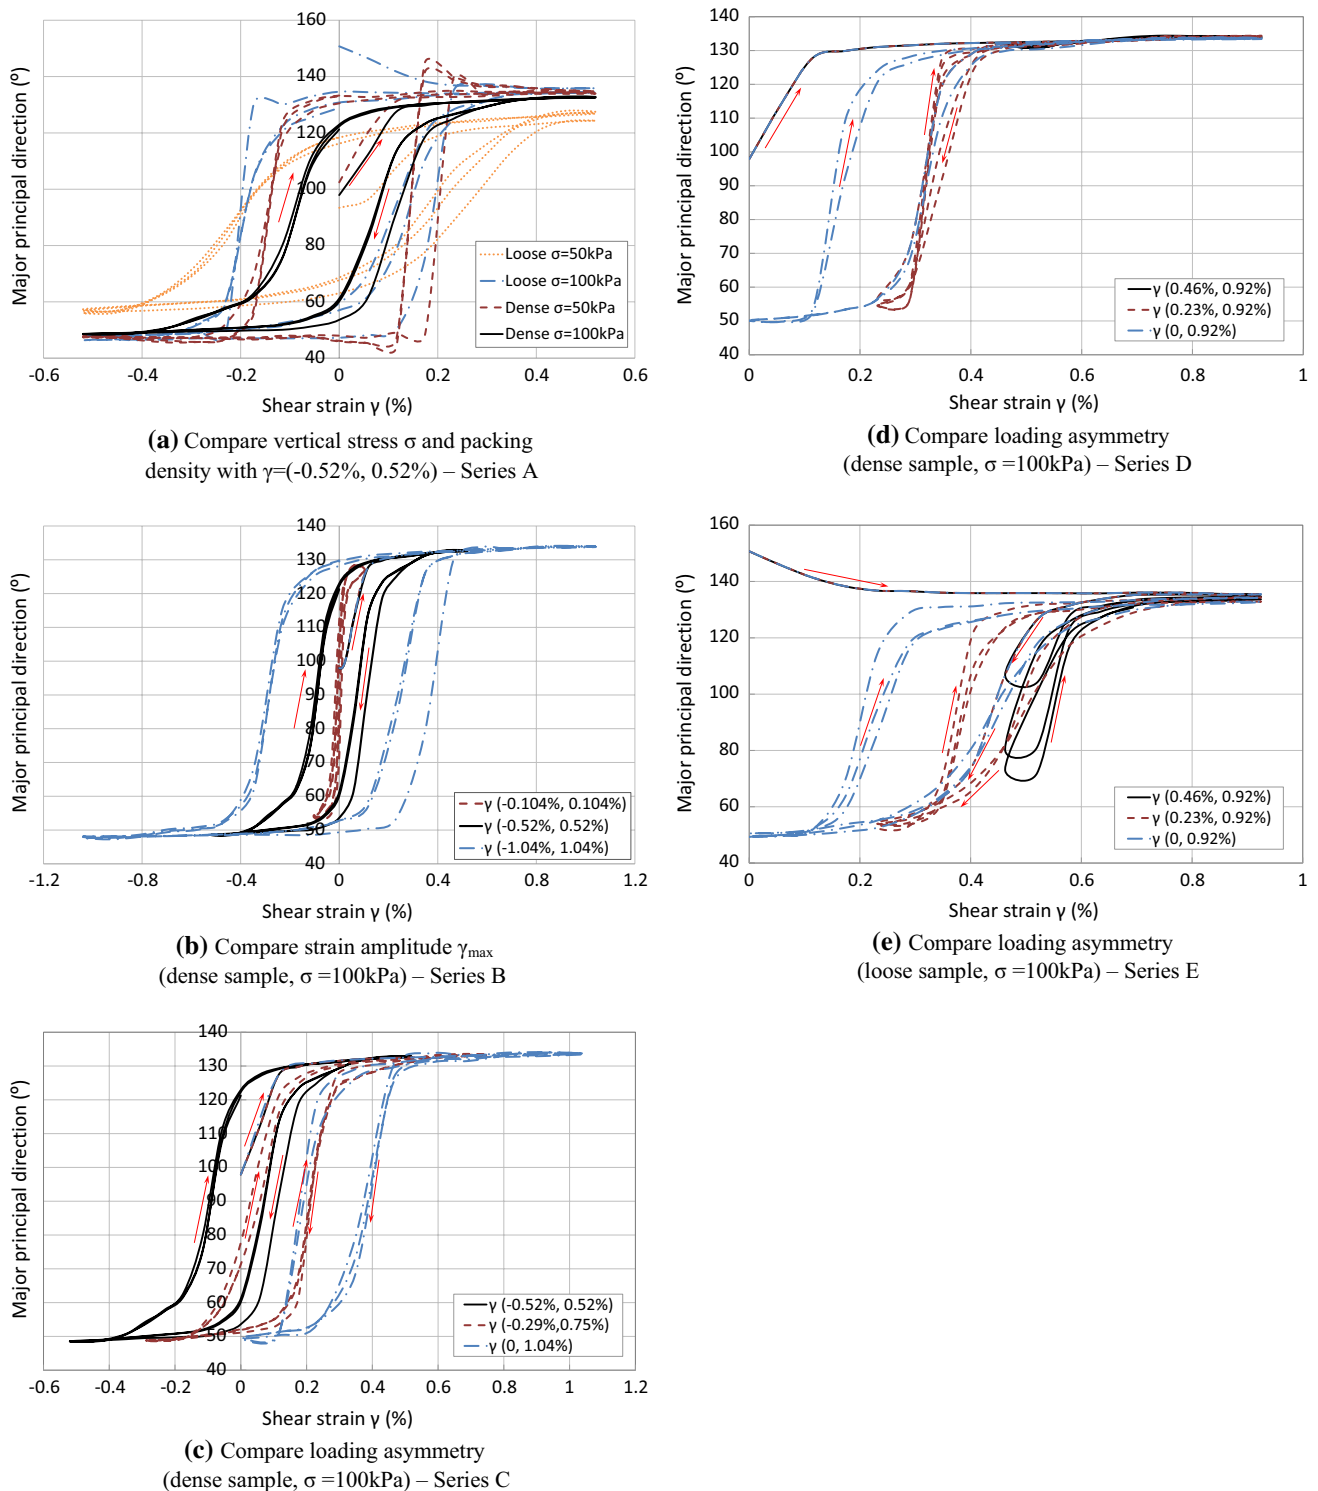 Major principal direction (º)
160
140
120
100
80
60
40
-0.6
-0.4
-0.2
0
0.2
0.4
0.6
Shear strain γ (%)
Loose σ=50kPa
Loose σ=100kPa
Dense σ=50kPa
Dense σ=100kPa
(a) Compare vertical stress σ and packing
density with γ=(-0.52%, 0.52%) – Series A
Major principal direction (º)
140
130
120
110
100
90
80
70
60
50
40
-1.2
-0.8
-0.4
0
0.4
0.8
1.2
Shear strain γ (%)
γ (-0.104%, 0.104%)
γ (-0.52%, 0.52%)
γ (-1.04%, 1.04%)
(b) Compare strain amplitude γmax
(dense sample, σ =100kPa) – Series B
Major principal direction (º)
140
130
120
110
100
90
80
70
60
50
40
-0.6
-0.4
-0.2
0
0.2
0.4
0.6
0.8
1
1.2
Shear strain γ (%)
γ (-0.52%, 0.52%)
γ (-0.29%,0.75%)
γ (0, 1.04%)
(c) Compare loading asymmetry
(dense sample, σ =100kPa) – Series C
Major principal direction (º)
140
130
120
110
100
90
80
70
60
50
40
0
0.2
0.4
0.6
0.8
1
Shear strain γ (%)
γ (0.46%, 0.92%)
γ (0.23%, 0.92%)
γ (0, 0.92%)
(d) Compare loading asymmetry
(dense sample, σ =100kPa) – Series D
Major principal direction (º)
160
140
120
100
80
60
40
0
0.2
0.4
0.6
0.8
1
Shear strain γ (%)
γ (0.46%, 0.92%)
γ (0.23%, 0.92%)
γ (0, 0.92%)
(e) Compare loading asymmetry
(loose sample, σ =100kPa) – Series E